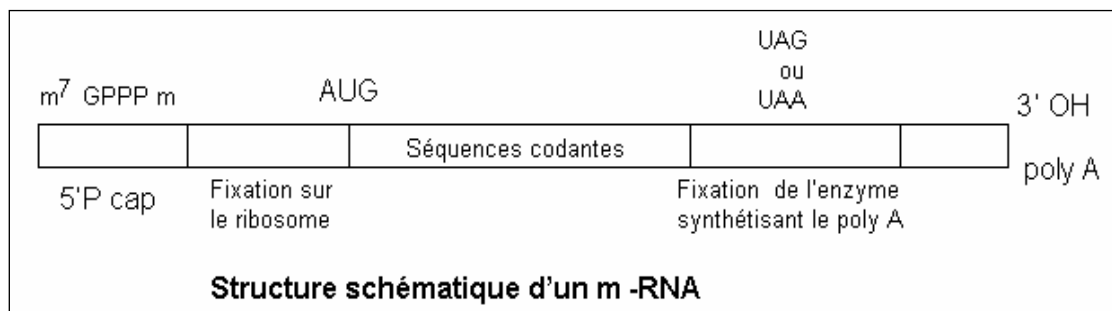 UAG
ou
UAA
m⁷ GPPP m
AUG
3' OH
Séquences codantes
poly A
5'P cap
Fixation sur
le ribosome
Fixation de l'enzyme
synthétisant le poly A
Structure schématique d'un m -RNA